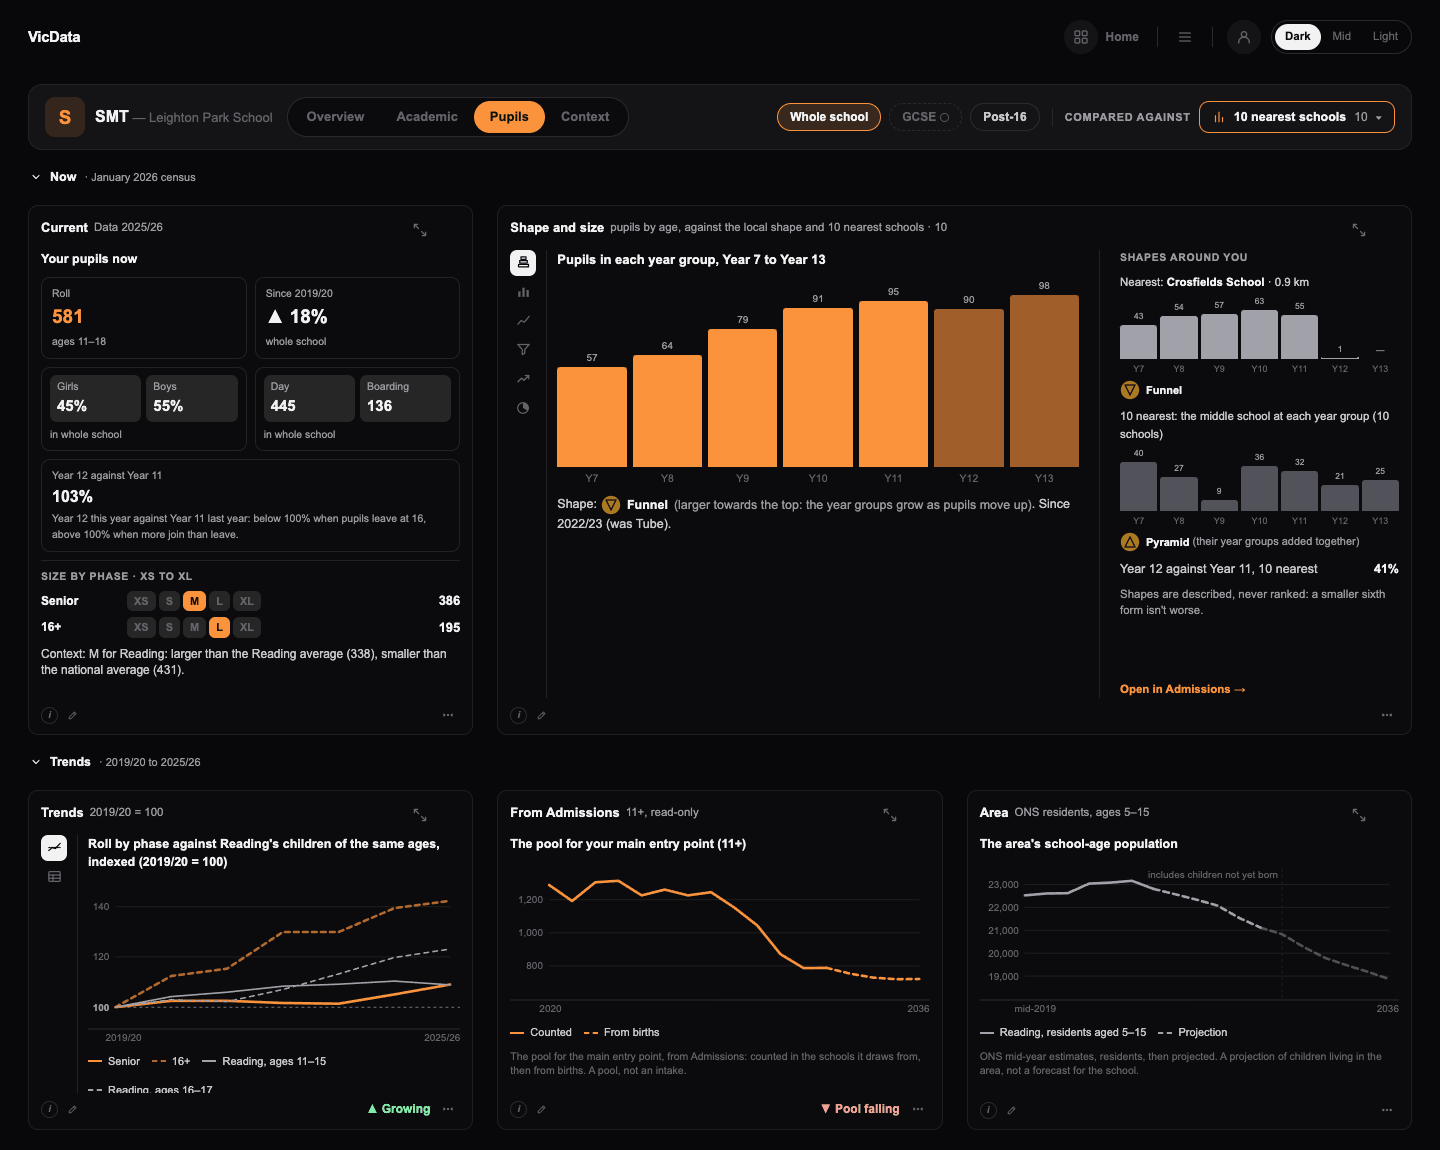 VicData
Home
Dark Mid Light
S SMT — Leighton Park School
Overview Academic Pupils Context
Whole school GCSE Post-16
COMPARED AGAINST
10 nearest schools 10
Now · January 2026 census
Current Data 2025/26
Your pupils now
Roll
581
ages 11–18
Since 2019/20
▲ 18%
whole school
Girls
45%
Boys
55%
in whole school
Day
445
Boarding
136
in whole school
Year 12 against Year 11
103%
Year 12 this year against Year 11 last year: below 100% when pupils leave at 16,
above 100% when more join than leave.
SIZE BY PHASE · XS TO XL
Senior XS S M L XL 386
16+ XS S M L XL 195
Context: M for Reading: larger than the Reading average (338), smaller than
the national average (431).
i
Shape and size pupils by age, against the local shape and 10 nearest schools · 10
Pupils in each year group, Year 7 to Year 13
57 64 79 91 95 90 98
Y7 Y8 Y9 Y10 Y11 Y12 Y13
Shape: Funnel (larger towards the top: the year groups grow as pupils move up). Since
2022/23 (was Tube).
i
SHAPES AROUND YOU
Nearest: Crosfields School · 0.9 km
43 54 57 63 55 1 —
Y7 Y8 Y9 Y10 Y11 Y12 Y13
Funnel
10 nearest: the middle school at each year group (10
schools)
40 27 9 36 32 21 25
Y7 Y8 Y9 Y10 Y11 Y12 Y13
Pyramid (their year groups added together)
Year 12 against Year 11, 10 nearest 41%
Shapes are described, never ranked: a smaller sixth
form isn't worse.
Open in Admissions →
Trends · 2019/20 to 2025/26
Trends 2019/20 = 100
Roll by phase against Reading's children of the same ages,
indexed (2019/20 = 100)
140
120
100
2019/20 2025/26
Senior 16+ Reading, ages 11–15
Reading, ages 16–17
i
▲ Growing
From Admissions 11+, read-only
The pool for your main entry point (11+)
1,200
1,000
800
2020 2036
Counted From births
The pool for the main entry point, from Admissions: counted in the schools it draws from,
then from births. A pool, not an intake.
i
▼ Pool falling
Area ONS residents, ages 5–15
The area's school-age population
includes children not yet born
23,000
22,000
21,000
20,000
19,000
mid-2019 2036
Reading, residents aged 5–15 Projection
ONS mid-year estimates, residents, then projected. A projection of children living in the
area, not a forecast for the school.
i